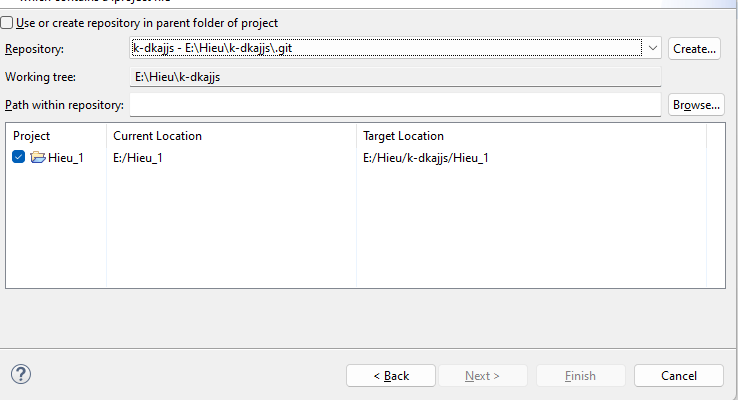 Use or create repository in parent folder of project
Repository: k-dkajjs - E:\Hieu\k-dkajjs\.git Create...
Working tree: E:\Hieu\k-dkajjs
Path within repository: Browse...
Project Current Location Target Location
Hieu_1 E:/Hieu_1 E:/Hieu/k-dkajjs/Hieu_1
? < Back Next > Finish Cancel